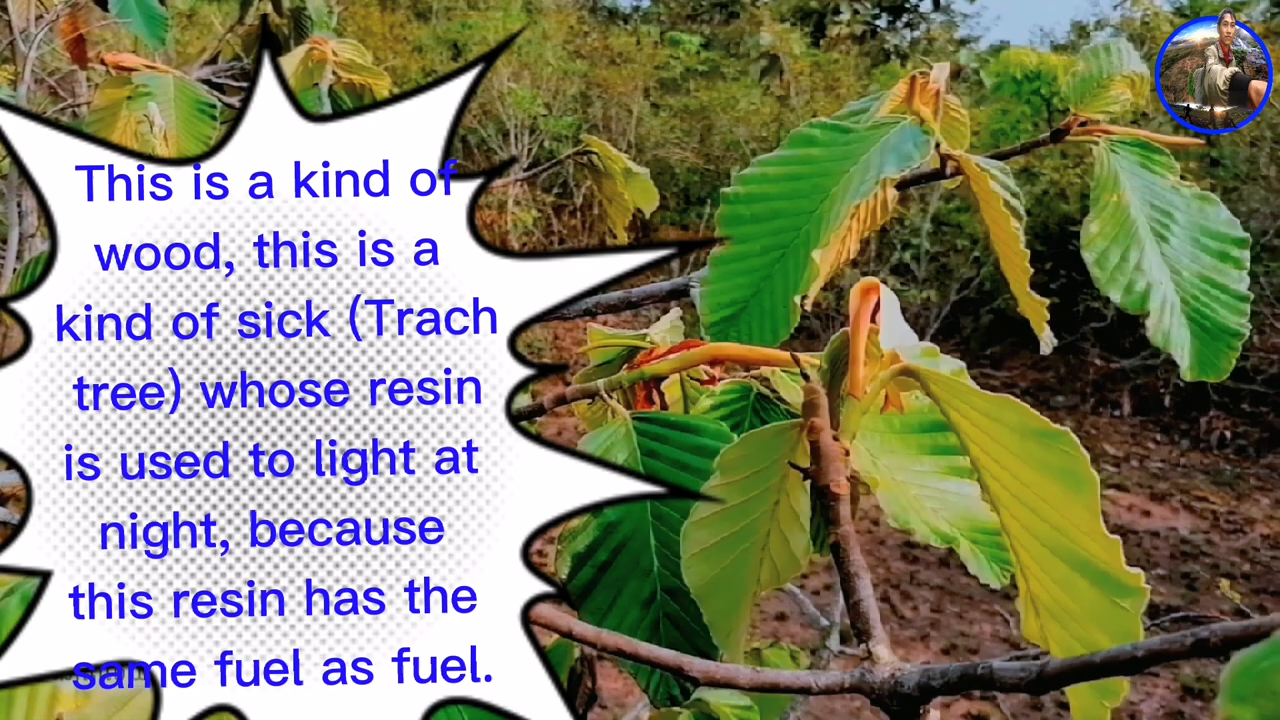 This is a kind of
wood, this is a
kind of sick (Trach
tree) whose resin
is used to light at
night, because
this resin has the
same fuel as fuel.